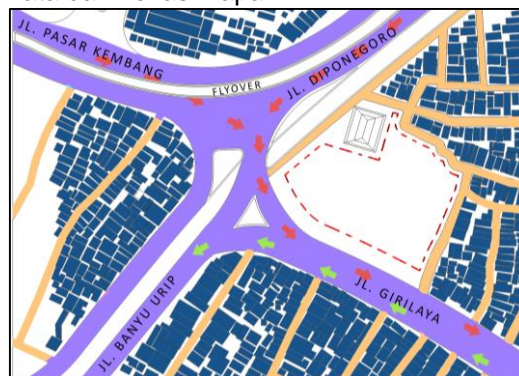 JL. PASAR KEMBANG
FLYOVER
JL. DIPONEGORO
JL. BANYU URIP
JL. GIRILAYA